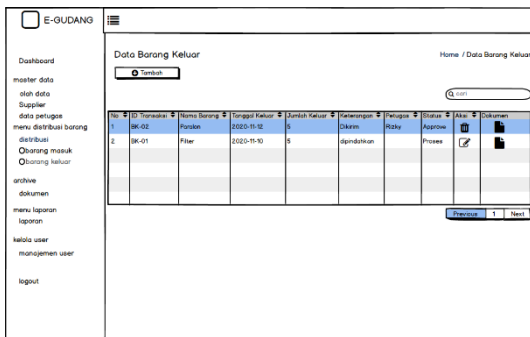 E-GUDANG
Dashboard
master data
olah data
Supplier
data petugas
menu distribusi barang
distribusi
barang masuk
barang keluar
archive
dokumen
menu laporan
laporan
kelola user
manajemen user
logout
Data Barang Keluar
Home / Data Barang Keluar
Tambah
cari
No ID Transaksi Nama Barang Tanggal Keluar Jumlah Keluar Keterangan Petugas Status Aksi Dokumen
1 BK-02 Paralon 2020-11-12 5 Dikirim Rizky Approve
2 BK-01 Filter 2020-11-10 5 dipindahkan Proses
Previous 1 Next